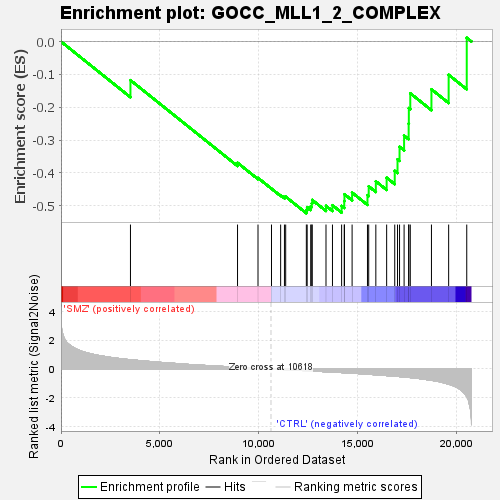 Enrichment plot: GOCC_MLL1_2_COMPLEX
Enrichment score (ES)
0.0
-0.1
-0.2
-0.3
-0.4
-0.5
'SMZ' (positively correlated)
Ranked list metric (Signal2Noise)
4
2
0
-2
-4
Zero cross at 10618
'CTRL' (negatively correlated)
0 5,000 10,000 15,000 20,000
Rank in Ordered Dataset
Enrichment profile Hits Ranking metric scores